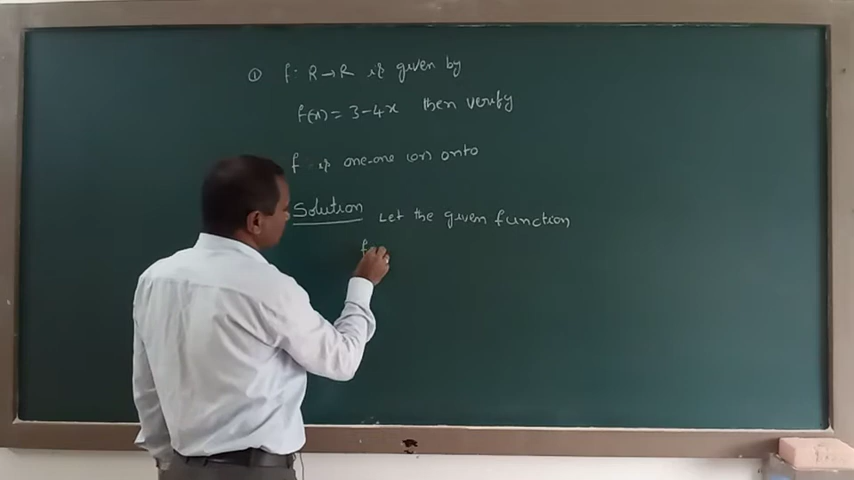 ① f: R→R is given by
f(x) = 3-4x then verify
f is one-one (or) onto
Solution Let the given function
f